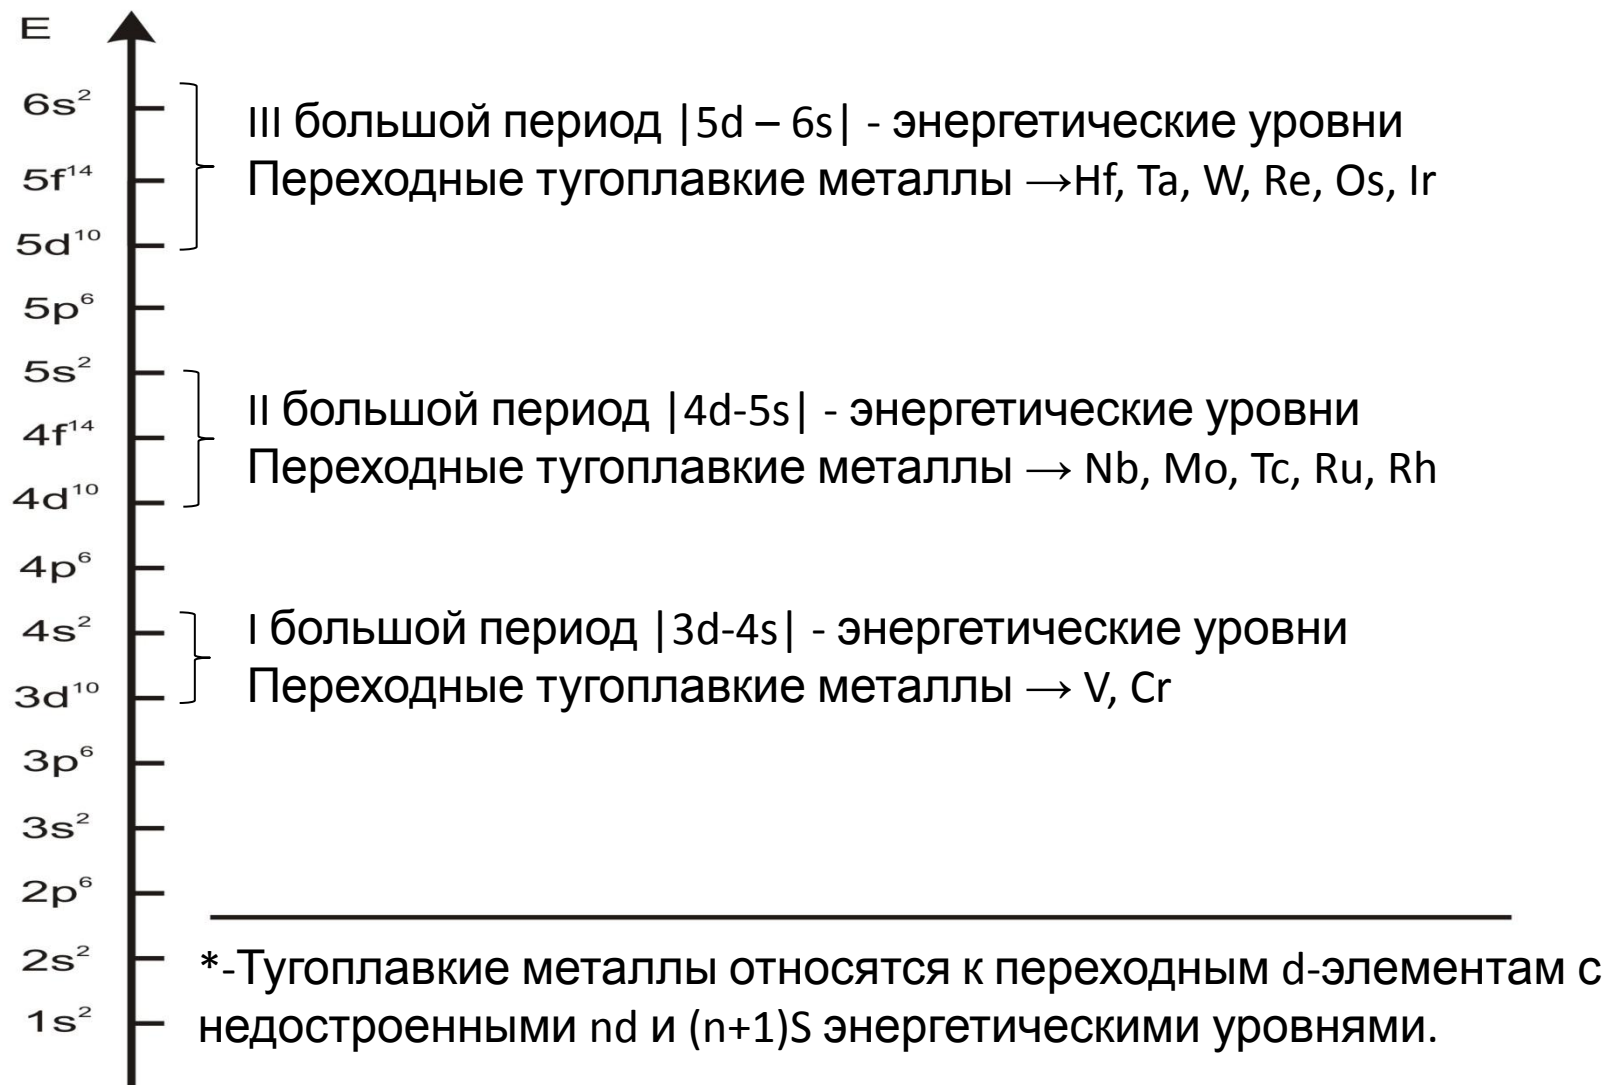 E
6s²
III большой период |5d – 6s| - энергетические уровни
5f¹⁴
Переходные тугоплавкие металлы →Hf, Ta, W, Re, Os, Ir
5d¹⁰
5p⁶
5s²
II большой период |4d-5s| - энергетические уровни
4f¹⁴
Переходные тугоплавкие металлы → Nb, Mo, Tc, Ru, Rh
4d¹⁰
4p⁶
4s²
I большой период |3d-4s| - энергетические уровни
3d¹⁰
Переходные тугоплавкие металлы → V, Cr
3p⁶
3s²
2p⁶
2s²
*-Тугоплавкие металлы относятся к переходным d-элементам с
1s²
недостроенными nd и (n+1)S энергетическими уровнями.